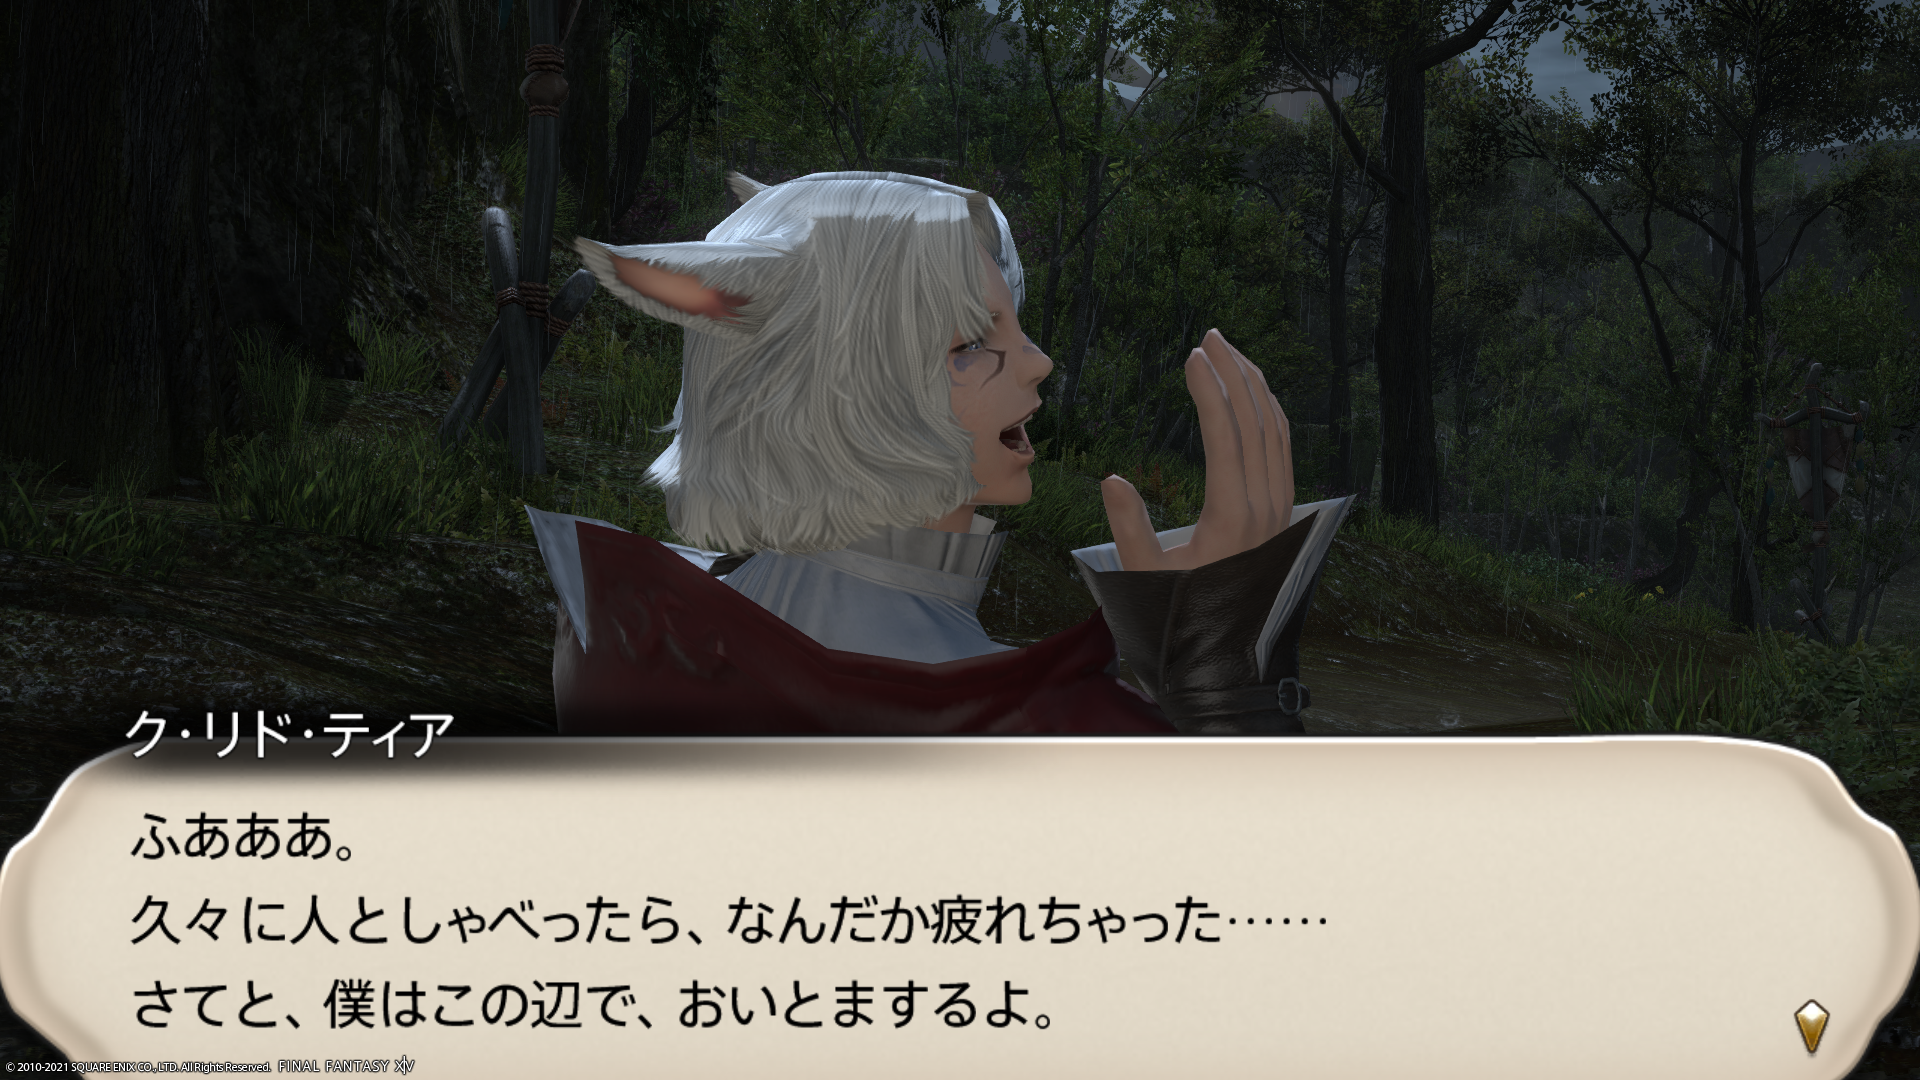 ク・リド・ティア
ふあああ。
久々に人としゃべったら、なんだか疲れちゃった……
さてと、僕はこの辺で、おいとまするよ。
© 2010-2021 SQUARE ENIX CO., LTD. All Rights Reserved. FINAL FANTASY XIV